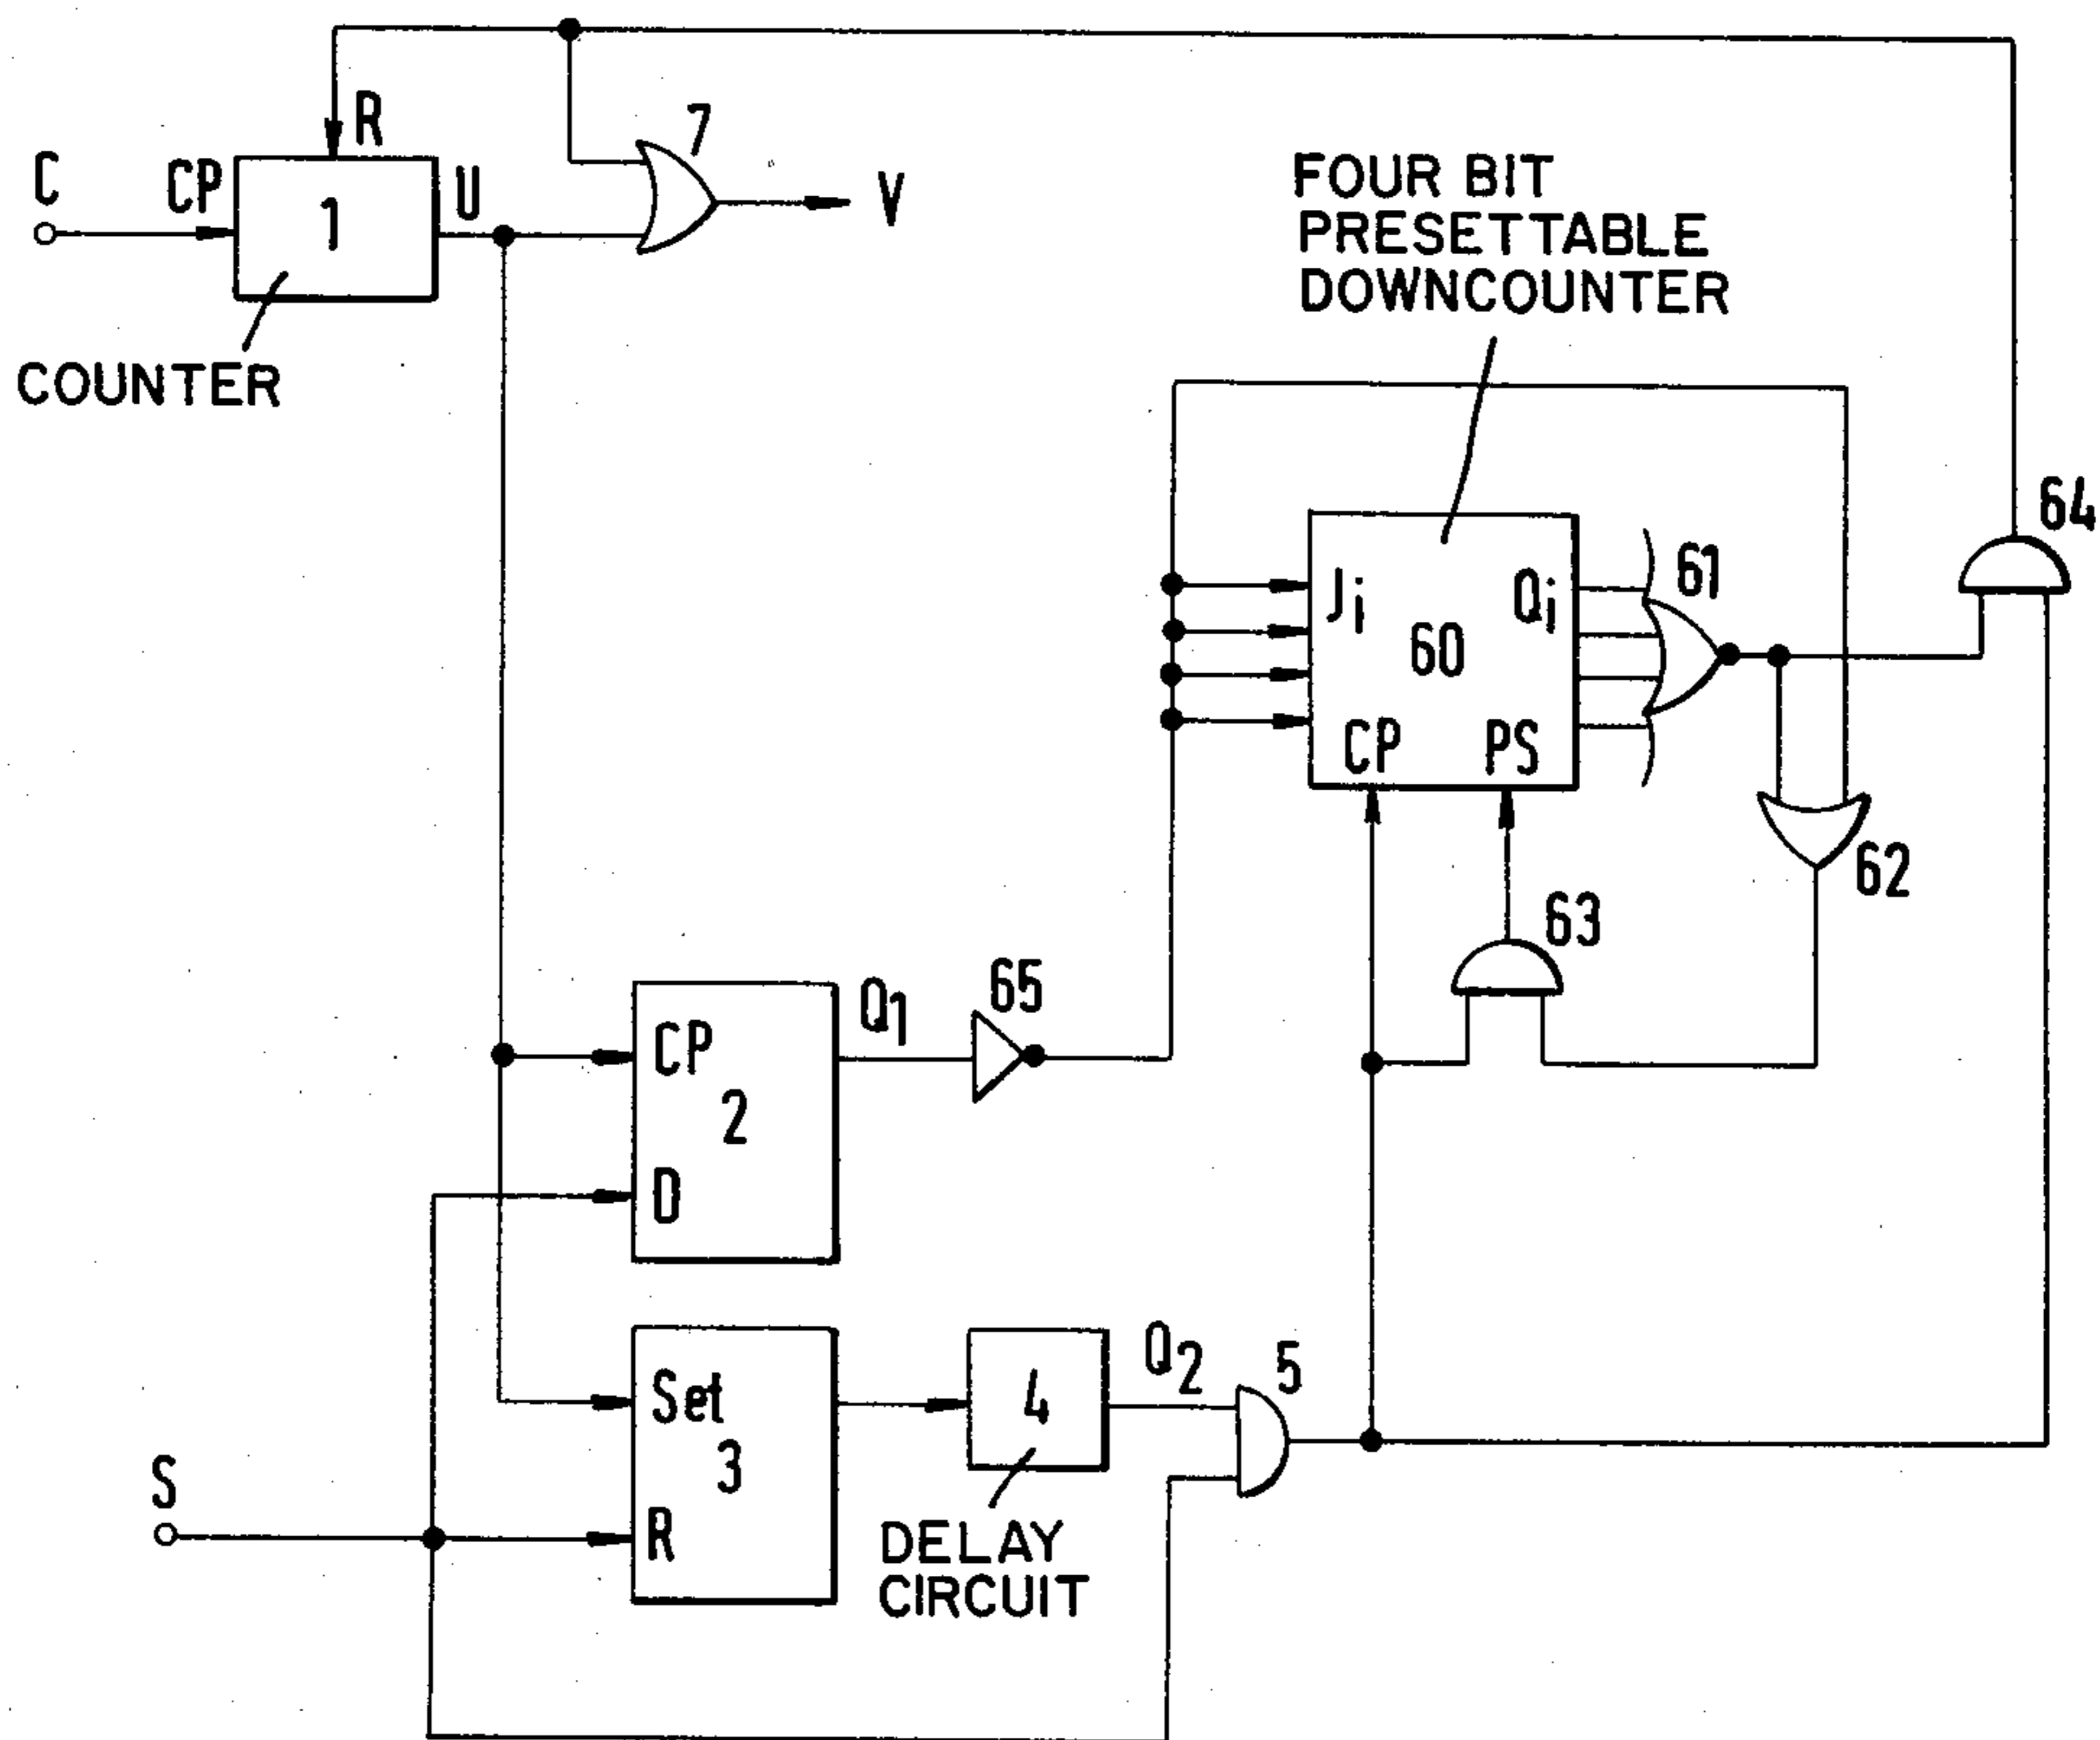 R
7
C
CP
1
U
V
COUNTER
FOUR BIT
PRESETTABLE
DOWNCOUNTER
64
Ji
Qi
61
60
CP
PS
62
63
Q1
65
CP
2
D
Set
3
R
4
Q2
5
S
DELAY
CIRCUIT